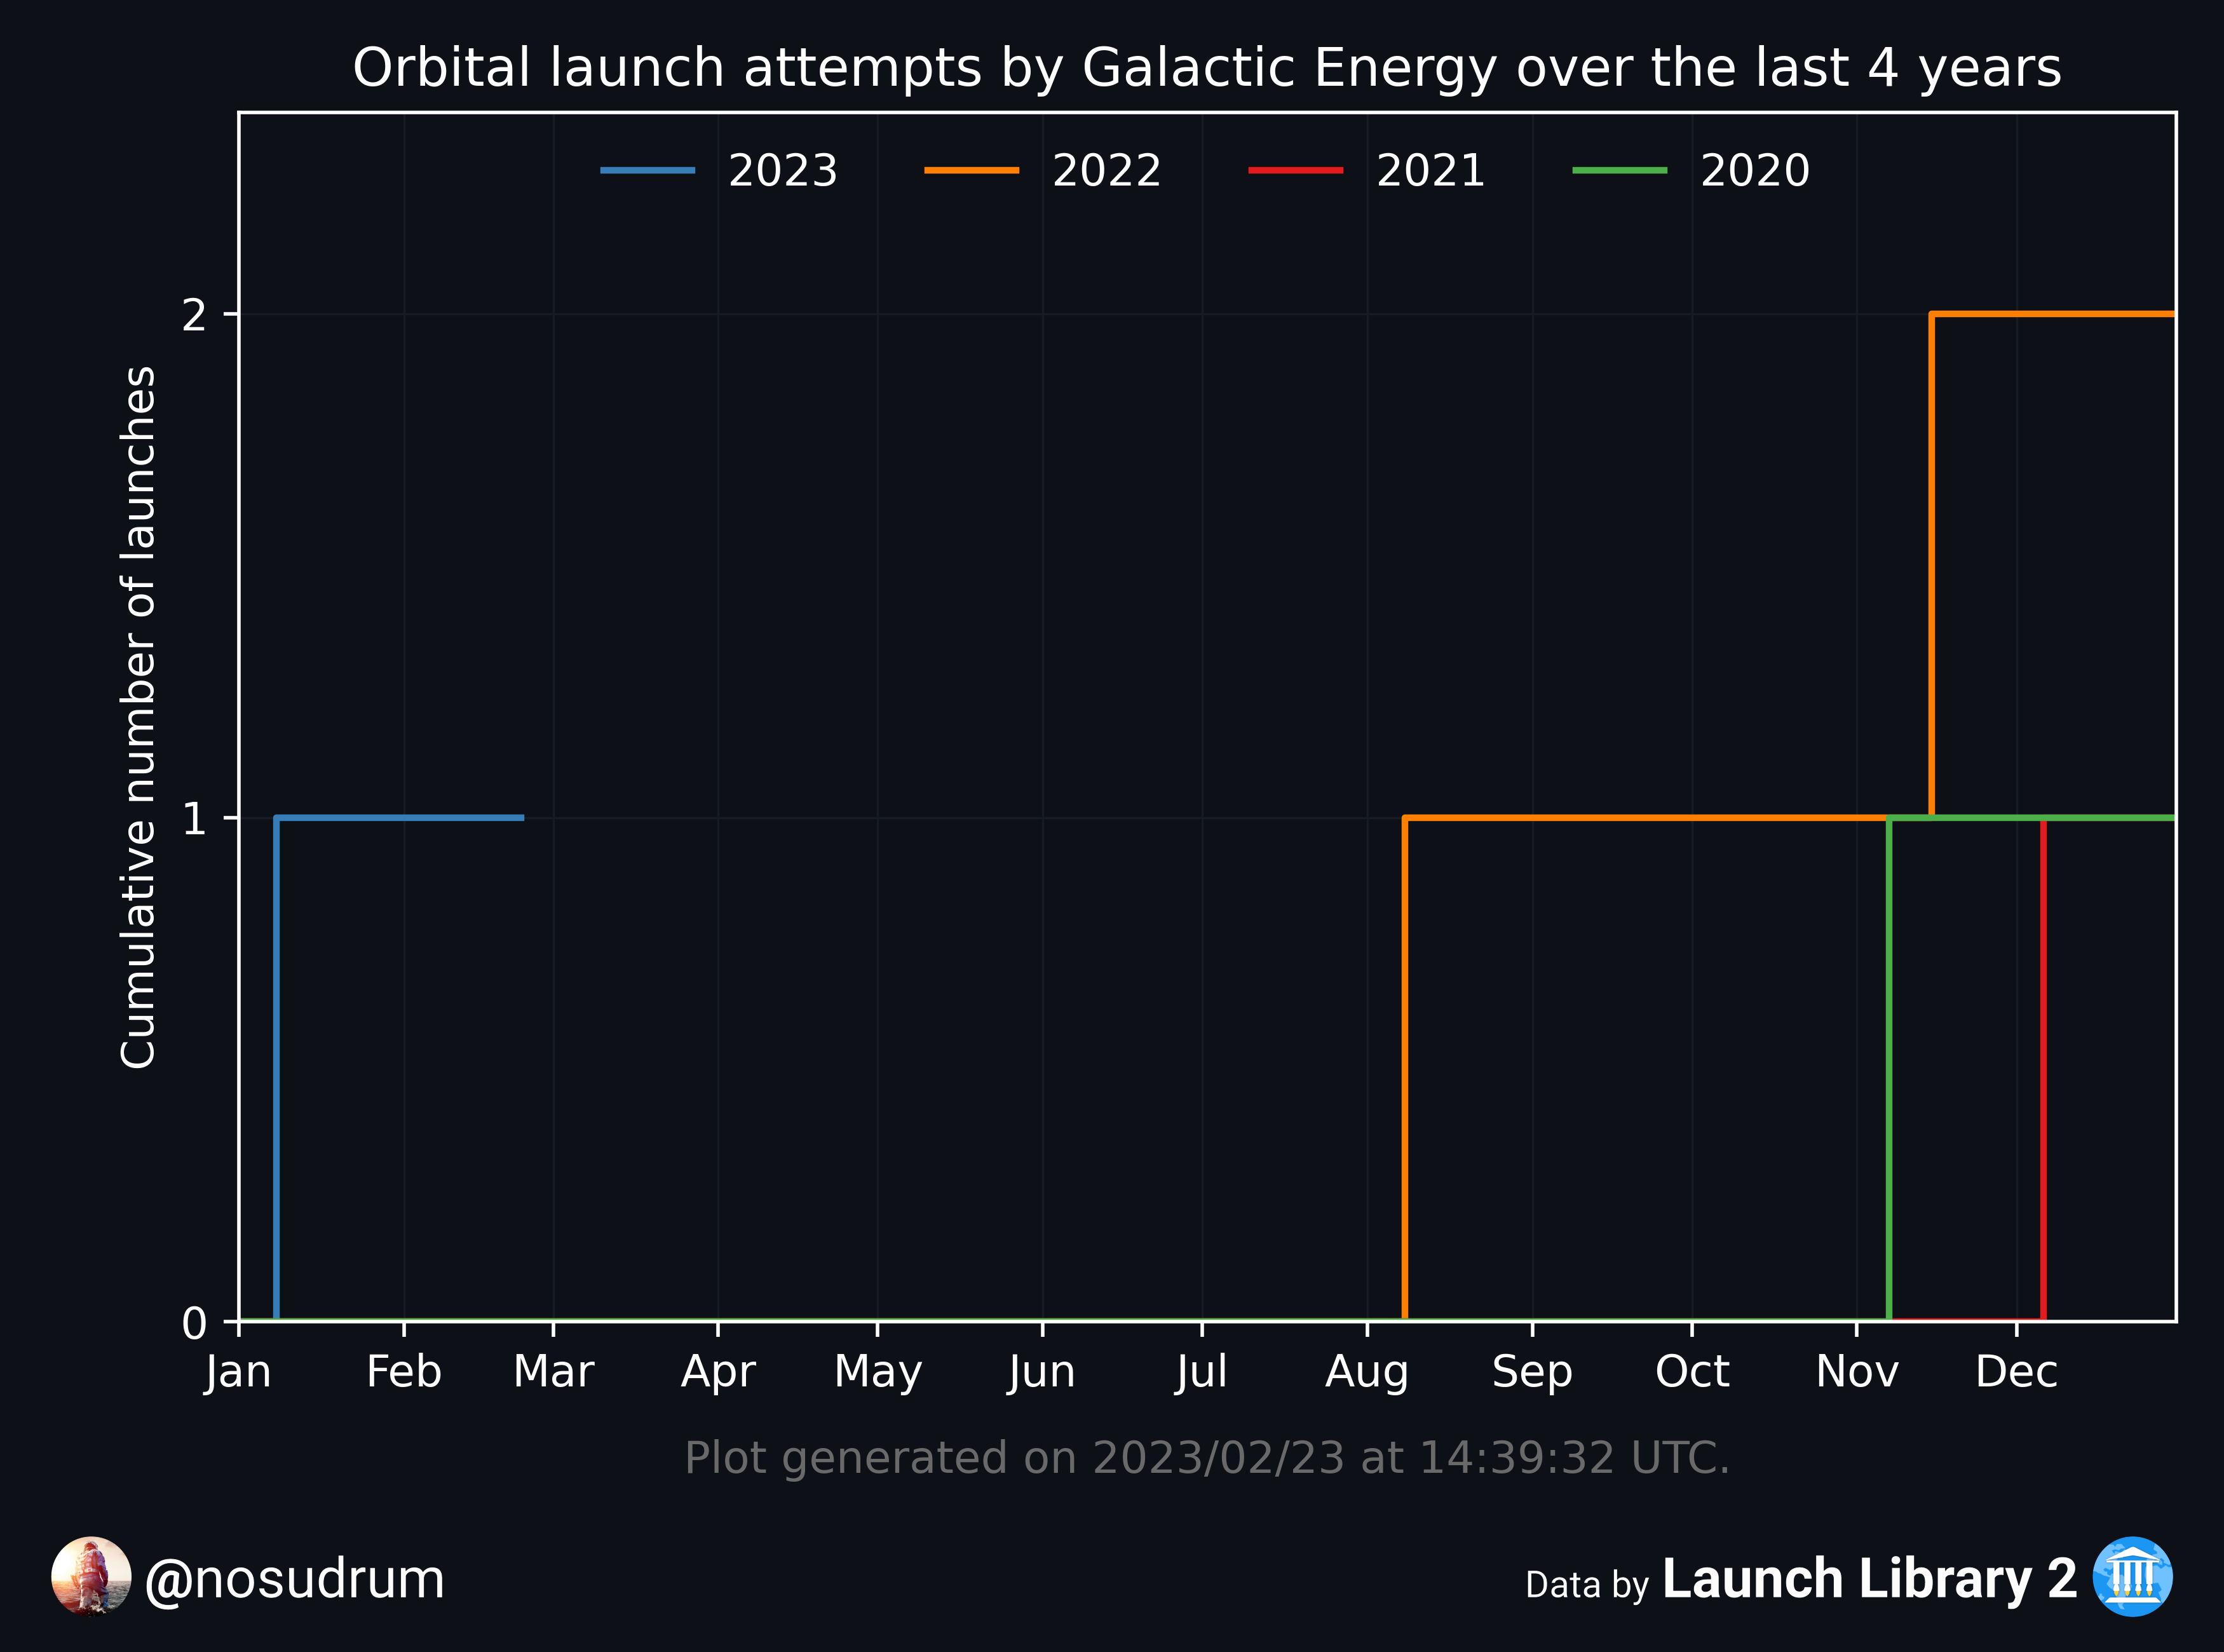 Orbital launch attempts by Galactic Energy over the last 4 years
2023 2022 2021 2020
Cumulative number of launches
2
1
0
Jan Feb Mar Apr May Jun Jul Aug Sep Oct Nov Dec
Plot generated on 2023/02/23 at 14:39:32 UTC.
@nosudrum
Data by Launch Library 2